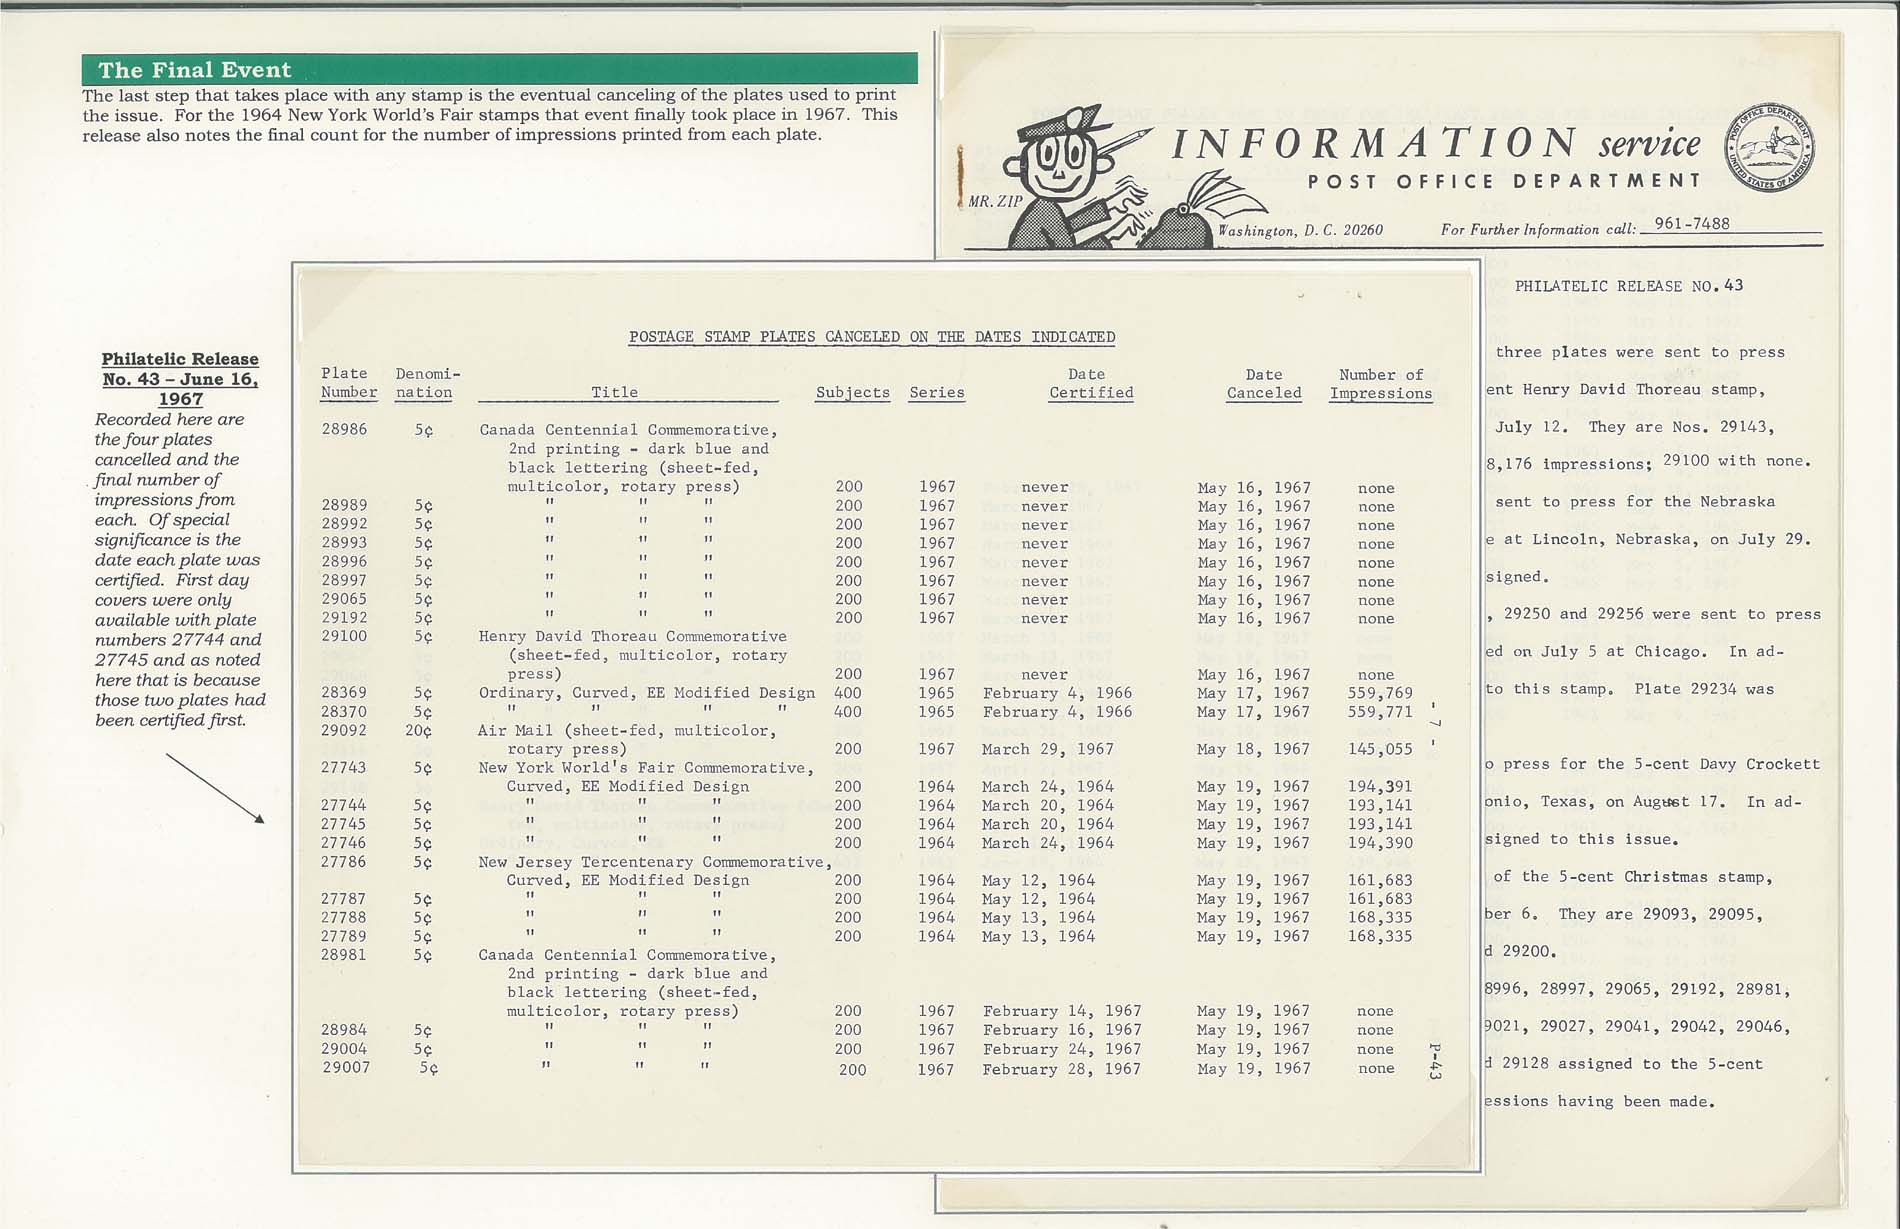 The Final Event
The last step that takes place with any stamp is the eventual canceling of the plates used to print
the issue. For the 1964 New York World's Fair stamps that event finally took place in 1967. This
release also notes the final count for the number of impressions printed from each plate.
MR. ZIP
INFORMATION service
POST OFFICE DEPARTMENT
POST OFFICE DEPARTMENT UNITED STATES OF AMERICA
Washington, D. C. 20260 For Further Information call: 961-7488
PHILATELIC RELEASE NO. 43
three plates were sent to press
ent Henry David Thoreau stamp,
July 12. They are Nos. 29143,
8,176 impressions; 29100 with none.
sent to press for the Nebraska
e at Lincoln, Nebraska, on July 29.
signed.
, 29250 and 29256 were sent to press
ed on July 5 at Chicago. In ad-
to this stamp. Plate 29234 was
o press for the 5-cent Davy Crockett
onio, Texas, on August 17. In ad-
signed to this issue.
of the 5-cent Christmas stamp,
ber 6. They are 29093, 29095,
d 29200.
8996, 28997, 29065, 29192, 28981,
9021, 29027, 29041, 29042, 29046,
d 29128 assigned to the 5-cent
essions having been made.
Philatelic Release
No. 43 – June 16,
1967
Recorded here are
the four plates
cancelled and the
final number of
impressions from
each. Of special
significance is the
date each plate was
certified. First day
covers were only
available with plate
numbers 27744 and
27745 and as noted
here that is because
those two plates had
been certified first.
POSTAGE STAMP PLATES CANCELED ON THE DATES INDICATED
Plate Denomi- Date Date Number of
Number nation Title Subjects Series Certified Canceled Impressions
28986 5¢ Canada Centennial Commemorative,
2nd printing - dark blue and
black lettering (sheet-fed,
multicolor, rotary press) 200 1967 never May 16, 1967 none
28989 5¢ " " " 200 1967 never May 16, 1967 none
28992 5¢ " " " 200 1967 never May 16, 1967 none
28993 5¢ " " " 200 1967 never May 16, 1967 none
28996 5¢ " " " 200 1967 never May 16, 1967 none
28997 5¢ " " " 200 1967 never May 16, 1967 none
29065 5¢ " " " 200 1967 never May 16, 1967 none
29192 5¢ " " " 200 1967 never May 16, 1967 none
29100 5¢ Henry David Thoreau Commemorative
(sheet-fed, multicolor, rotary
press) 200 1967 never May 16, 1967 none
28369 5¢ Ordinary, Curved, EE Modified Design 400 1965 February 4, 1966 May 17, 1967 559,769
28370 5¢ " " " " " 400 1965 February 4, 1966 May 17, 1967 559,771
29092 20¢ Air Mail (sheet-fed, multicolor,
rotary press) 200 1967 March 29, 1967 May 18, 1967 145,055
27743 5¢ New York World's Fair Commemorative,
Curved, EE Modified Design 200 1964 March 24, 1964 May 19, 1967 194,391
27744 5¢ " " " 200 1964 March 20, 1964 May 19, 1967 193,141
27745 5¢ " " " 200 1964 March 20, 1964 May 19, 1967 193,141
27746 5¢ " " " 200 1964 March 24, 1964 May 19, 1967 194,390
27786 5¢ New Jersey Tercentenary Commemorative,
Curved, EE Modified Design 200 1964 May 12, 1964 May 19, 1967 161,683
27787 5¢ " " " 200 1964 May 12, 1964 May 19, 1967 161,683
27788 5¢ " " " 200 1964 May 13, 1964 May 19, 1967 168,335
27789 5¢ " " " 200 1964 May 13, 1964 May 19, 1967 168,335
28981 5¢ Canada Centennial Commemorative,
2nd printing - dark blue and
black lettering (sheet-fed,
multicolor, rotary press) 200 1967 February 14, 1967 May 19, 1967 none
28984 5¢ " " " 200 1967 February 16, 1967 May 19, 1967 none
29004 5¢ " " " 200 1967 February 24, 1967 May 19, 1967 none
29007 5¢ " " " 200 1967 February 28, 1967 May 19, 1967 none
- 7 -
P-43